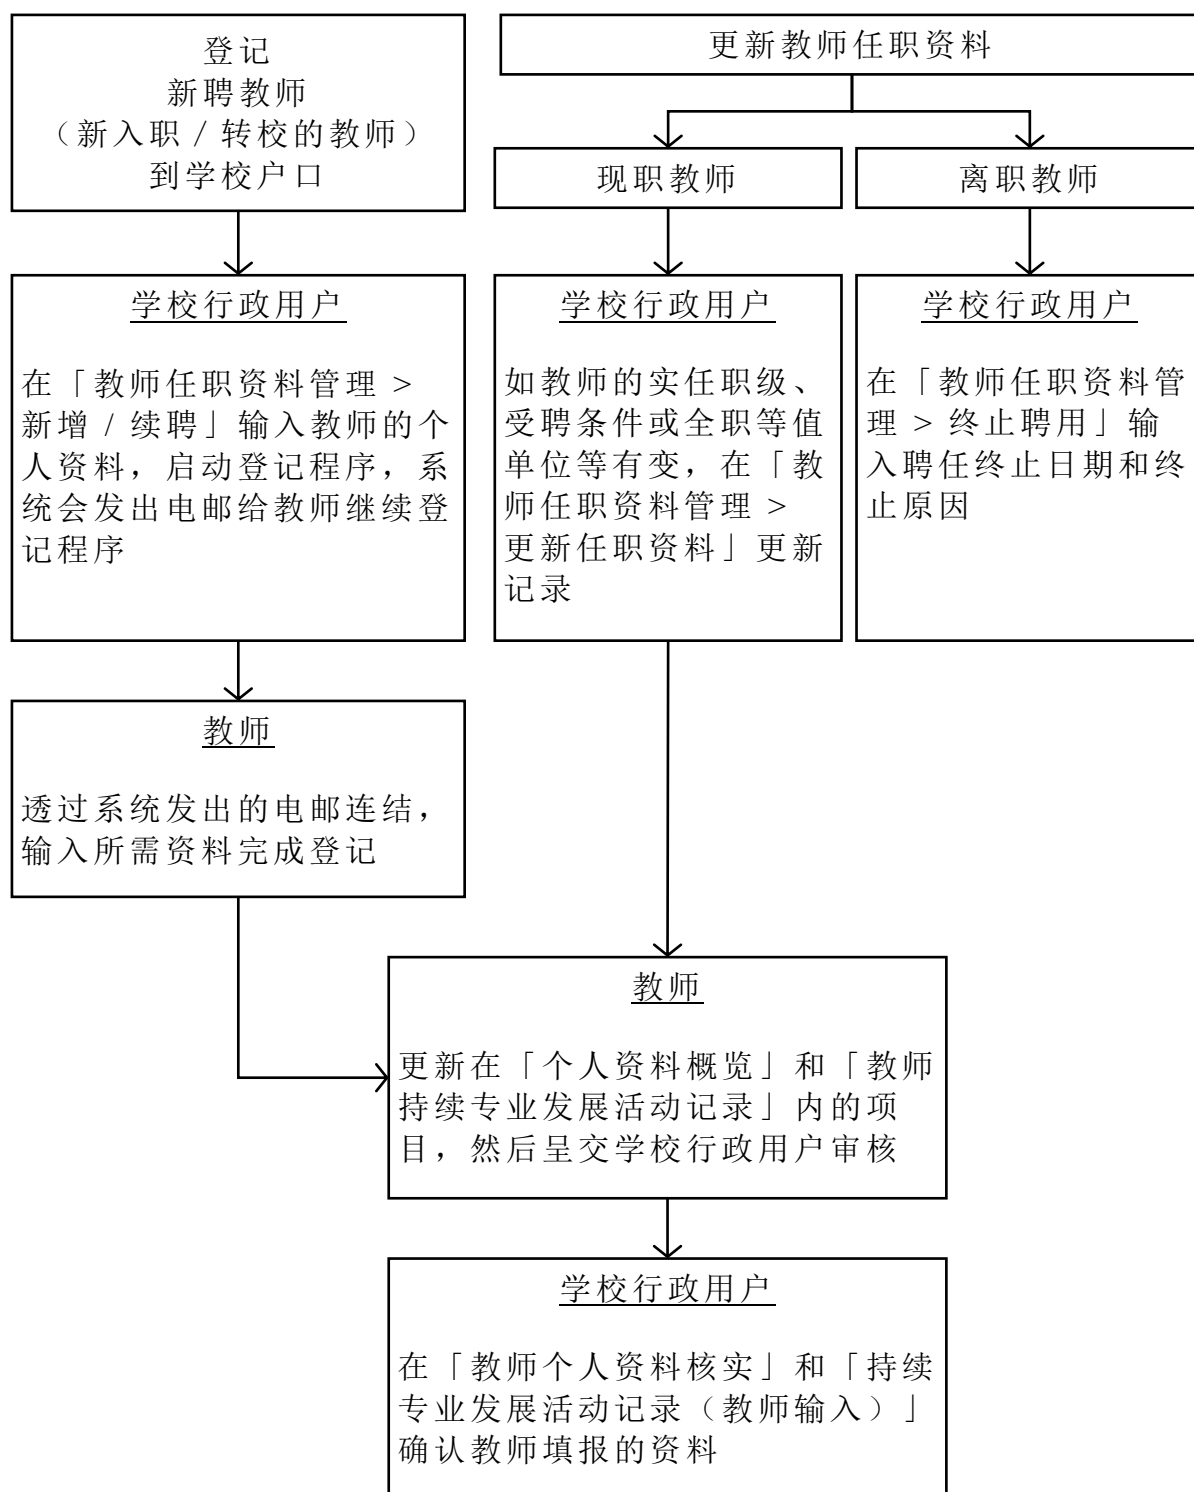 登记
新聘教师
（新入职 / 转校的教师）
到学校户口
更新教师任职资料
现职教师
离职教师
学校行政用户
在「教师任职资料管理 >
新增 / 续聘」输入教师的个
人资料，启动登记程序，系
统会发出电邮给教师继续登
记程序
学校行政用户
如教师的实任职级、
受聘条件或全职等值
单位等有变，在「教
师任职资料管理 >
更新任职资料」更新
记录
学校行政用户
在「教师任职资料管
理 > 终止聘用」输
入聘任终止日期和终
止原因
教师
透过系统发出的电邮连结，
输入所需资料完成登记
教师
更新在「个人资料概览」和「教师
持续专业发展活动记录」内的项
目，然后呈交学校行政用户审核
学校行政用户
在「教师个人资料核实」和「持续
专业发展活动记录（教师输入）」
确认教师填报的资料